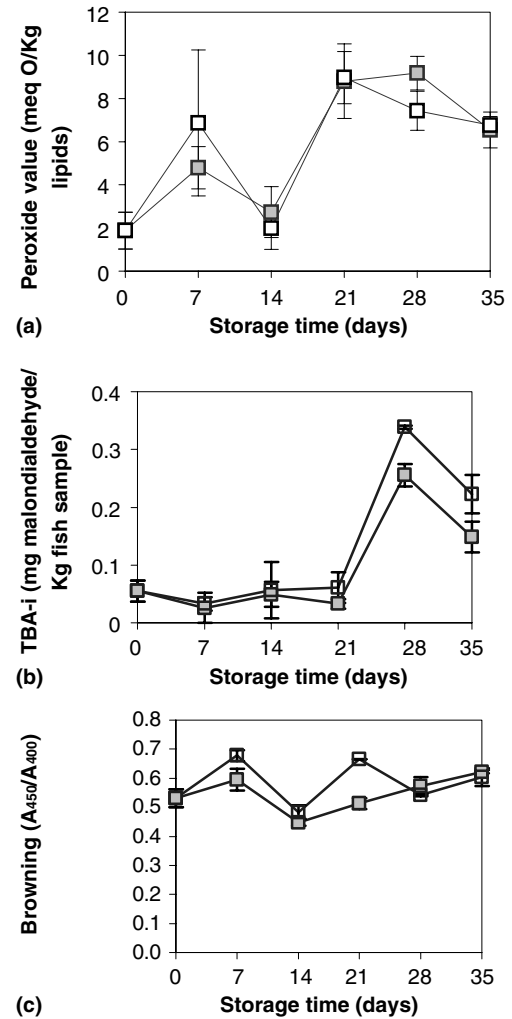 12
10
8
6
4
2
0
Peroxide value (meq O/Kg
lipids)
0 7 14 21 28 35
(a) Storage time (days)
0.4
0.3
0.2
0.1
0
TBA-i (mg malondialdehyde/
Kg fish sample)
0 7 14 21 28 35
(b) Storage time (days)
0.8
0.7
0.6
0.5
0.4
0.3
0.2
0.1
0.0
Browning (A450/A400)
0 7 14 21 28 35
(c) Storage time (days)